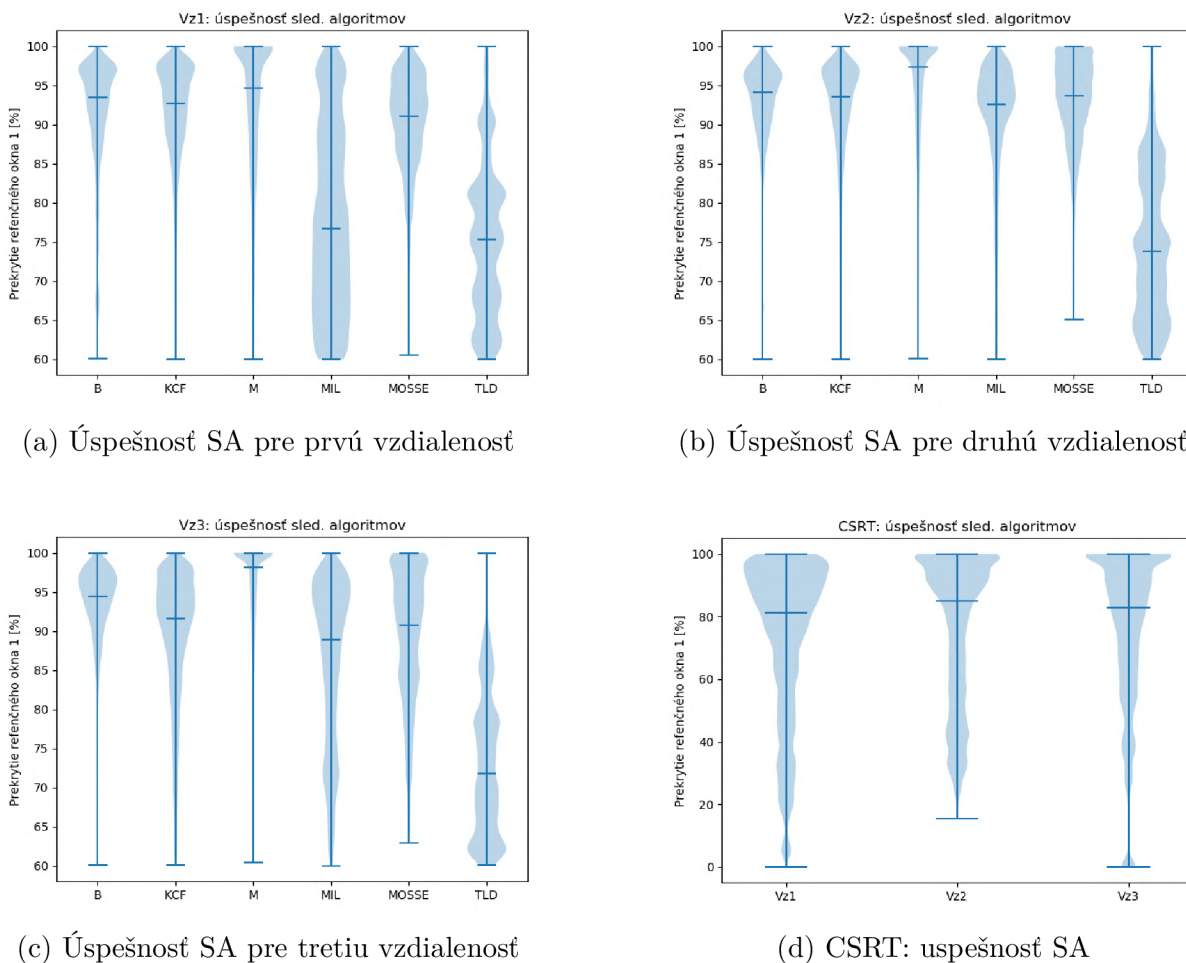 Vz1: úspešnosť sled. algoritmov
Prekrytie refenčného okna 1 [%]
100
95
90
85
80
75
70
65
60
B KCF M MIL MOSSE TLD
(a) Úspešnosť SA pre prvú vzdialenosť
Vz2: úspešnosť sled. algoritmov
Prekrytie refenčného okna 1 [%]
100
95
90
85
80
75
70
65
60
B KCF M MIL MOSSE TLD
(b) Úspešnosť SA pre druhú vzdialenosť
Vz3: úspešnosť sled. algoritmov
Prekrytie refenčného okna 1 [%]
100
95
90
85
80
75
70
65
60
B KCF M MIL MOSSE TLD
(c) Úspešnosť SA pre tretiu vzdialenosť
CSRT: úspešnosť sled. algoritmov
Prekrytie refenčného okna 1 [%]
100
80
60
40
20
0
Vz1 Vz2 Vz3
(d) CSRT: uspešnosť SA